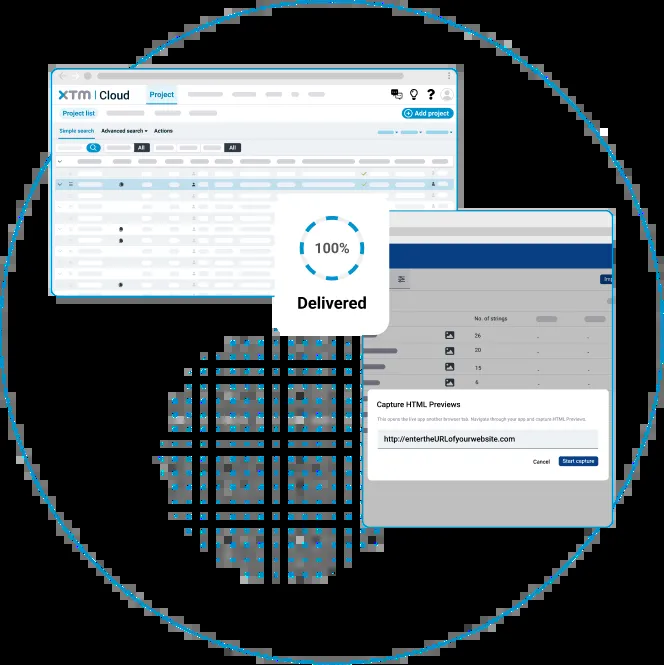 XTM | Cloud
Project
Project list
Add project
Simple search
Advanced search
Actions
All
All
100%
Delivered
No. of strings
26
20
15
6
Capture HTML Previews
This opens the live app another browser tab. Navigate through your app and capture HTML Previews.
http://entertheURLofyourwebsite.com
Cancel
Start capture